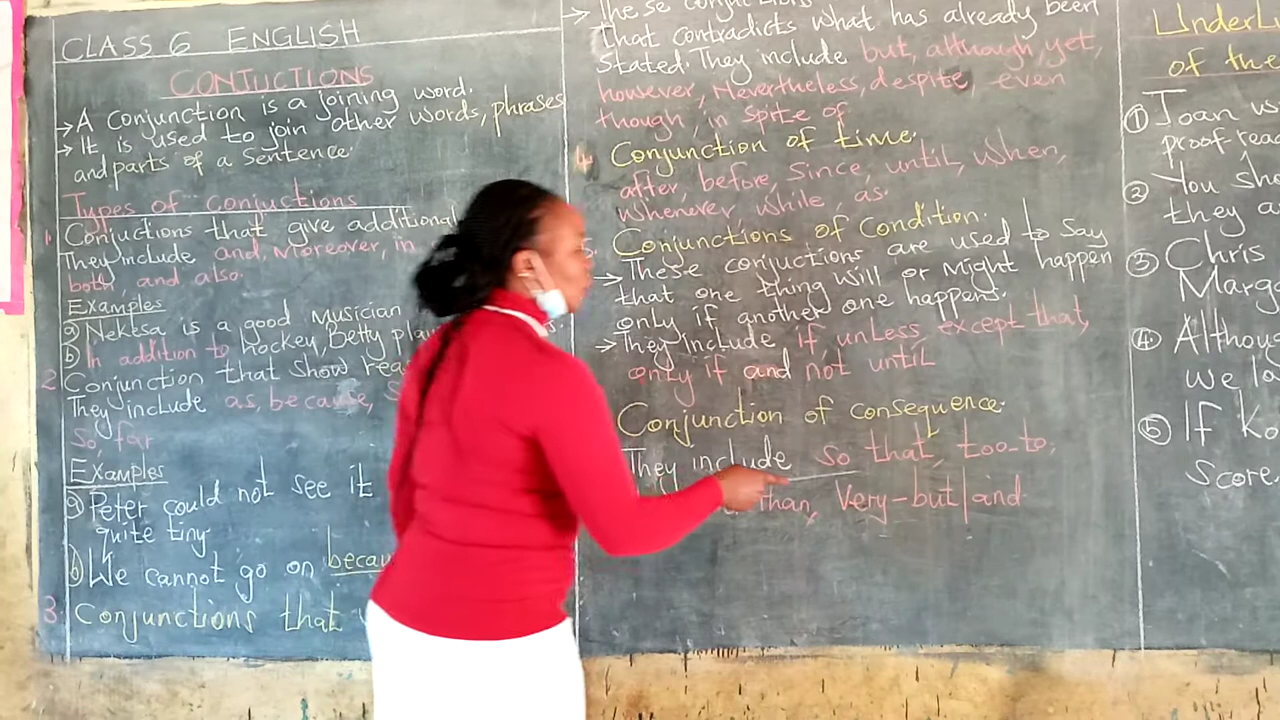 CLASS 6 ENGLISH
CONJUCTIONS
→ A conjunction is a joining word.
→ It is used to join other words, phrases
and parts of a sentence.
Types of conjuctions
1. Conjuctions that give additional
They include and, Moreover, in
both, and also.
Examples
a) Nekesa is a good musician
b) In addition to hockey, Betty play
2 Conjunction that show rea
They include as, because, S
so, far
Examples
a) Peter could not see it
quite tiny.
b) We cannot go on becau
3. Conjunctions that
→ These conjuctions
that contradicts what has already been
stated. They include but, although, yet,
however, Nevertheless, despite, even
though, in spite of
4. Conjunction of time.
after, before, Since, until, when,
whenever, while, as.
5. Conjunctions of Condition.
→ These conjuctions are used to say
that one thing will or might happen
only if another one happens.
→ They include if, unless, except that,
only if and not until
Conjunction of consequence.
They include so that, too-to,
than, Very-but/and
Underl
of the
① Joan w
proof-rea
② You sho
they a
③ Chris
Marga
④ Althoug
we la
⑤ If Ko
Score.